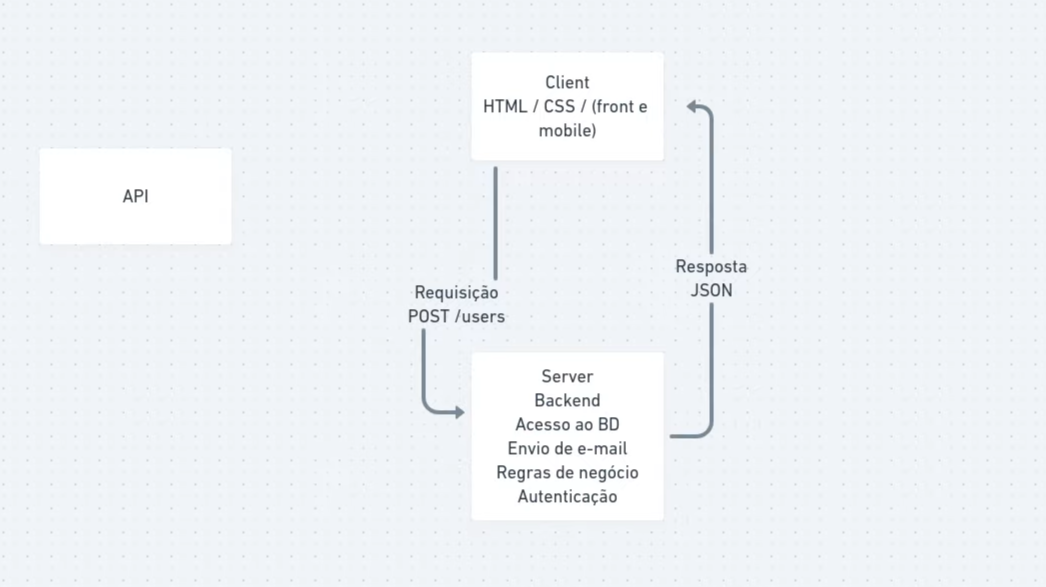 Client
HTML / CSS / (front e
mobile)
API
Resposta
JSON
Requisição
POST /users
Server
Backend
Acesso ao BD
Envio de e-mail
Regras de negócio
Autenticação